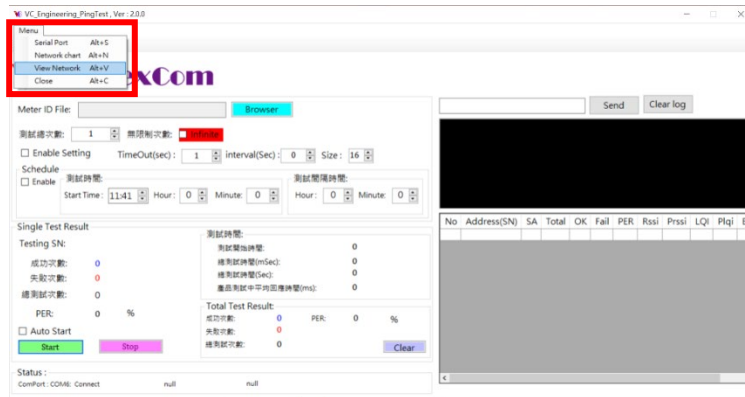 VC_Engineering_PingTest , Ver : 2.0.0
Menu
Serial Port Alt+S
Network chart Alt+N
View Network Alt+V
Close Alt+C
xCom
Meter ID File: Browser
Send Clear log
測試總次數: 1 無限制次數: Infinite
Enable Setting TimeOut(sec) : 1 interval(Sec) : 0 Size : 16
Schedule
Enable
測試時間:
Start Time : 11:41 Hour: 0 Minute: 0
測試間隔時間:
Hour: 0 Minute: 0
No Address(SN) SA Total OK Fail PER Rssi Prssi LQI Plqi
Single Test Result
Testing SN:
成功次數: 0
失敗次數: 0
總測試次數: 0
PER: 0 %
Auto Start
Start Stop
測試時間:
測試開始時間: 0
總測試時間(mSec): 0
總測試時間(Sec): 0
產品測試中平均回應時間(ms): 0
Total Test Result:
成功次數: 0 PER: 0 %
失敗次數: 0
總測試次數: 0
Clear
Status :
ComPort : COM6: Connect null null